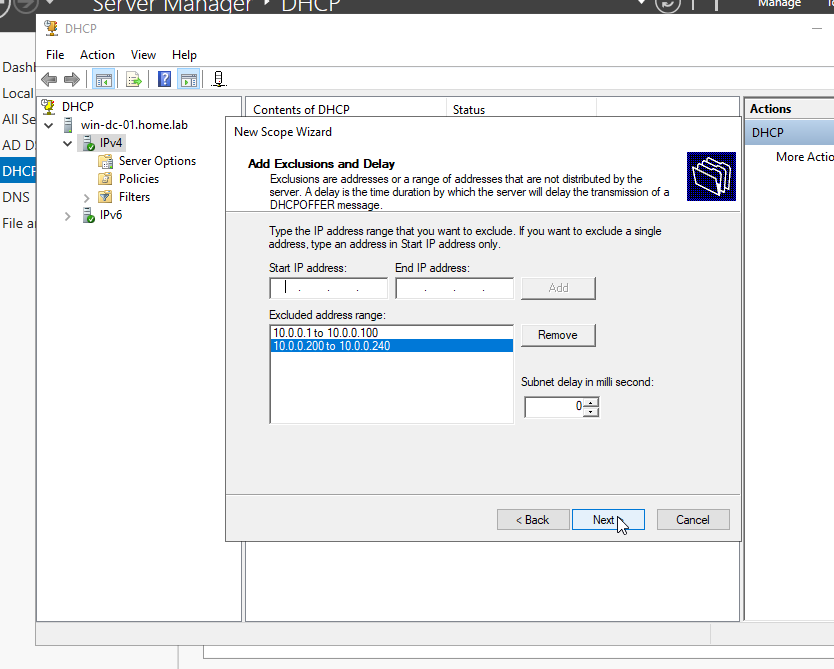 Server Manager ‣ DHCP
Manage
DHCP
File Action View Help
Dash
Local
All Se
AD D
DHCP
DNS
File a
DHCP
win-dc-01.home.lab
IPv4
Server Options
Policies
Filters
IPv6
Contents of DHCP Status
Actions
DHCP
More Actio
New Scope Wizard
Add Exclusions and Delay
Exclusions are addresses or a range of addresses that are not distributed by the
server. A delay is the time duration by which the server will delay the transmission of a
DHCPOFFER message.
Type the IP address range that you want to exclude. If you want to exclude a single
address, type an address in Start IP address only.
Start IP address: End IP address:
. . . . . . Add
Excluded address range:
10.0.0.1 to 10.0.0.100
10.0.0.200 to 10.0.0.240
Remove
Subnet delay in milli second:
0
< Back Next > Cancel